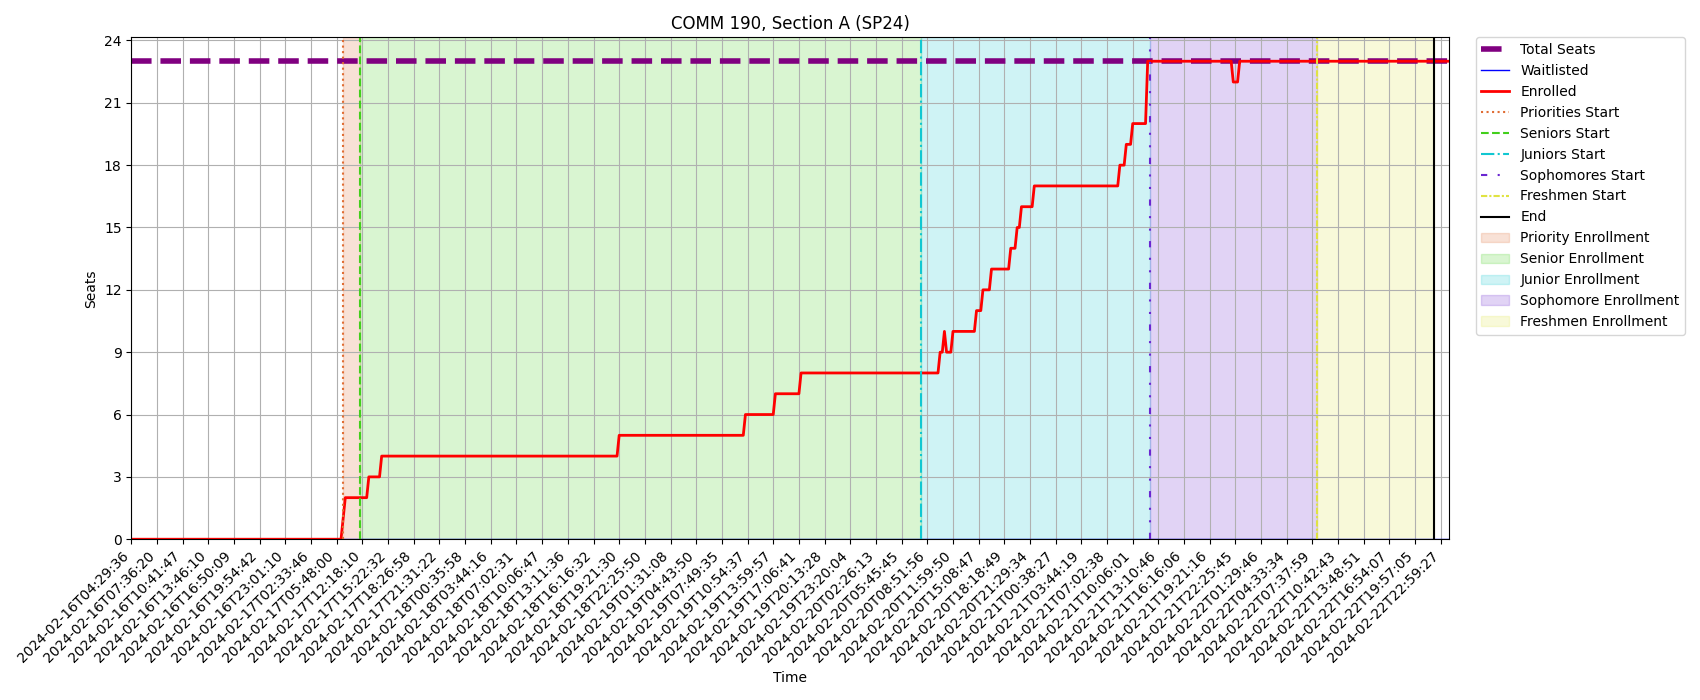 COMM 190, Section A (SP24)
Seats
24
21
18
15
12
9
6
3
0
2024-02-16T04:29:36
2024-02-16T07:36:20
2024-02-16T10:41:47
2024-02-16T13:46:10
2024-02-16T16:50:09
2024-02-16T19:54:42
2024-02-16T23:01:10
2024-02-17T02:33:46
2024-02-17T05:48:00
2024-02-17T12:18:10
2024-02-17T15:22:32
2024-02-17T18:26:58
2024-02-17T21:31:22
2024-02-18T00:35:58
2024-02-18T03:44:16
2024-02-18T07:02:31
2024-02-18T10:06:47
2024-02-18T13:11:36
2024-02-18T16:16:32
2024-02-18T19:21:30
2024-02-18T22:25:50
2024-02-19T01:31:08
2024-02-19T04:43:50
2024-02-19T07:49:35
2024-02-19T10:54:37
2024-02-19T13:59:57
2024-02-19T17:06:41
2024-02-19T20:13:28
2024-02-19T23:20:04
2024-02-20T02:26:13
2024-02-20T05:45:45
2024-02-20T08:51:56
2024-02-20T11:59:50
2024-02-20T15:08:47
2024-02-20T18:18:49
2024-02-20T21:29:34
2024-02-21T00:38:27
2024-02-21T03:44:19
2024-02-21T07:02:38
2024-02-21T10:06:01
2024-02-21T13:10:46
2024-02-21T16:16:06
2024-02-21T19:21:16
2024-02-21T22:25:45
2024-02-22T01:29:46
2024-02-22T04:33:34
2024-02-22T07:37:59
2024-02-22T10:42:43
2024-02-22T13:48:51
2024-02-22T16:54:07
2024-02-22T19:57:05
2024-02-22T22:59:27
Time
Total Seats
Waitlisted
Enrolled
Priorities Start
Seniors Start
Juniors Start
Sophomores Start
Freshmen Start
End
Priority Enrollment
Senior Enrollment
Junior Enrollment
Sophomore Enrollment
Freshmen Enrollment